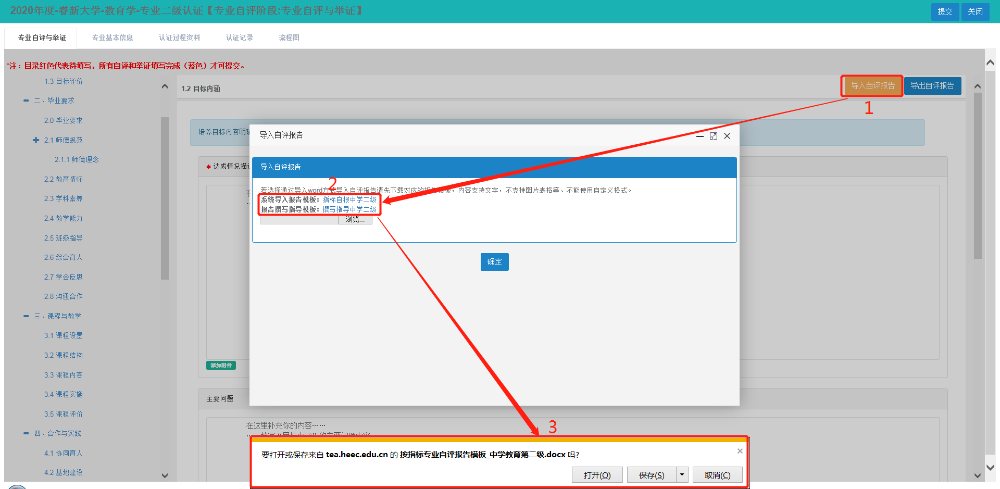 2020年度-睿新大学-教育学-专业二级认证【专业自评阶段:专业自评与举证】
提交
关闭
专业自评与举证
专业基本信息
认证过程资料
认证记录
流程图
*注：目录红色代表待填写，所有自评和举证填写完成（蓝色）才可提交。
1.3 目标评价
二、毕业要求
2.0 毕业要求
2.1 师德规范
2.1.1 师德理念
2.2 教育情怀
2.3 学科素养
2.4 教学能力
2.5 班级指导
2.6 综合育人
2.7 学会反思
2.8 沟通合作
三、课程与教学
3.1 课程设置
3.2 课程结构
3.3 课程内容
3.4 课程实施
3.5 课程评价
四、合作与实践
4.1 协同育人
4.2 基地建设
1.2 目标内涵
导入自评报告
导出自评报告
1
培养目标内容明确
* 达成情况描述
在
添加附件
导入自评报告
导入自评报告
2
若选择通过导入word方式导入自评报告请先下载对应的报告模板，内容支持文字，不支持图片表格等、不能使用自定义格式。
系统导入报告模板：指标自报中学二级
报告撰写指导模板：撰写指导中学二级
浏览...
确定
主要问题
在这里补充你的内容……
…填写“目标内涵”的主要问题内容
3
要打开或保存来自 tea.heec.edu.cn 的 按指标专业自评报告模板_中学教育第二级.docx 吗?
打开(O)
保存(S)
取消(C)